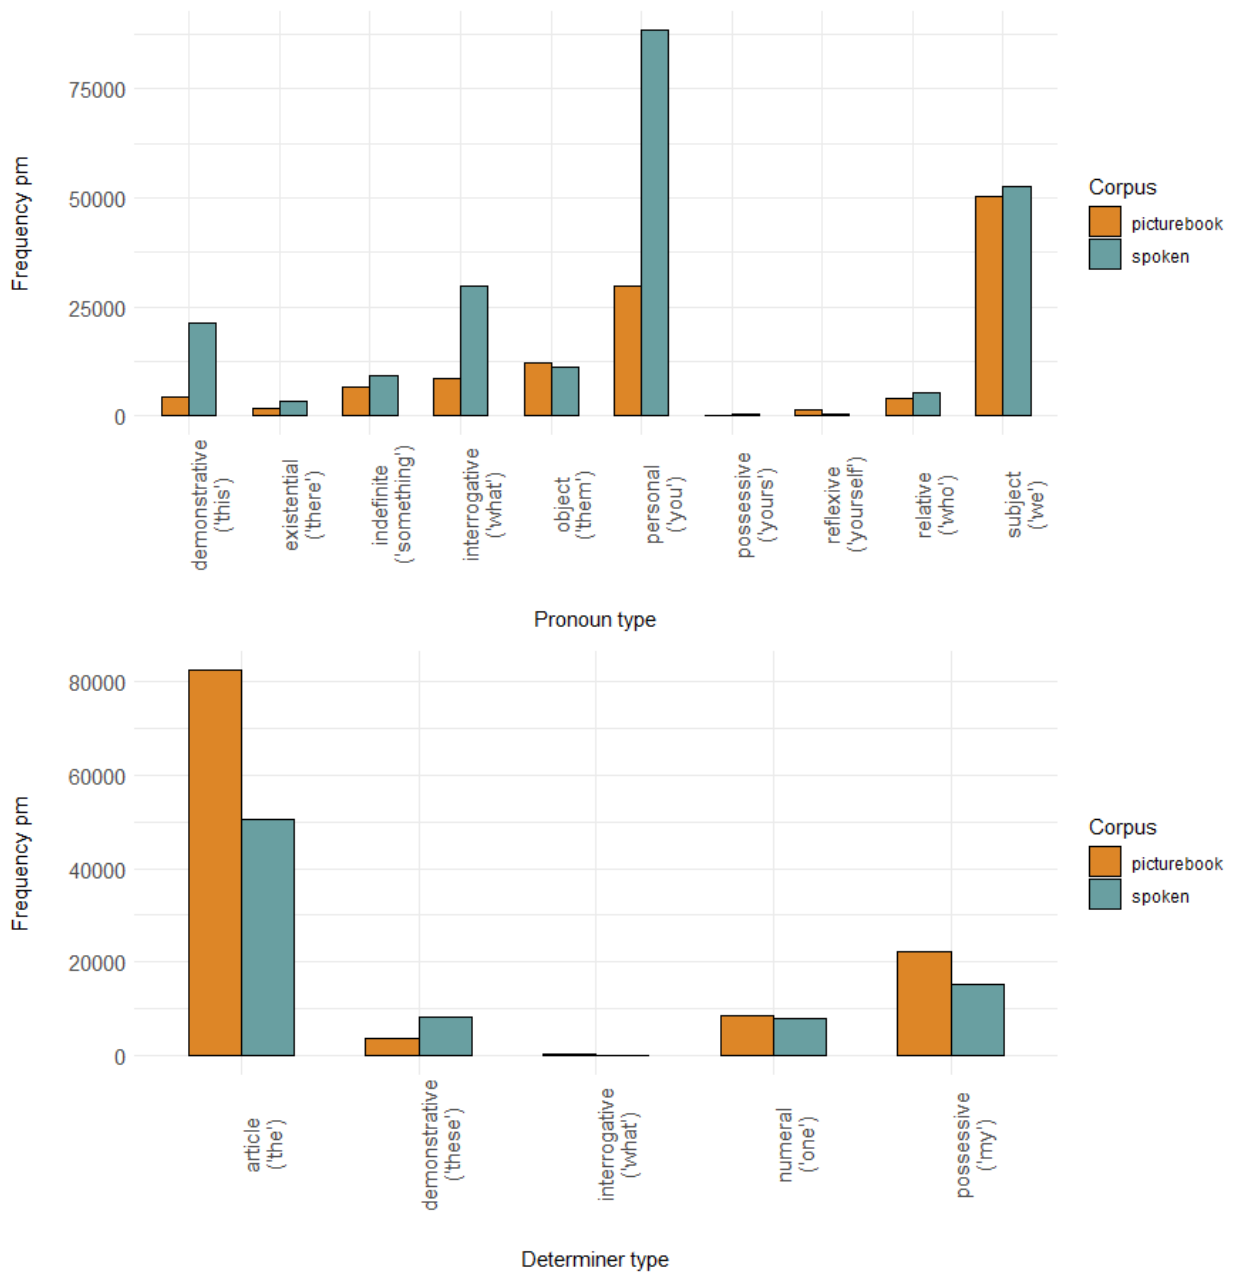 75000
50000
25000
0
Frequency pm
demonstrative
('this')
existential
('there')
indefinite
('something')
interrogative
('what')
object
('them')
personal
('you')
possessive
('yours')
reflexive
('yourself')
relative
('who')
subject
('we')
Pronoun type
Corpus
picturebook
spoken
80000
60000
40000
20000
0
Frequency pm
article
('the')
demonstrative
('these')
interrogative
('what')
numeral
('one')
possessive
('my')
Determiner type
Corpus
picturebook
spoken